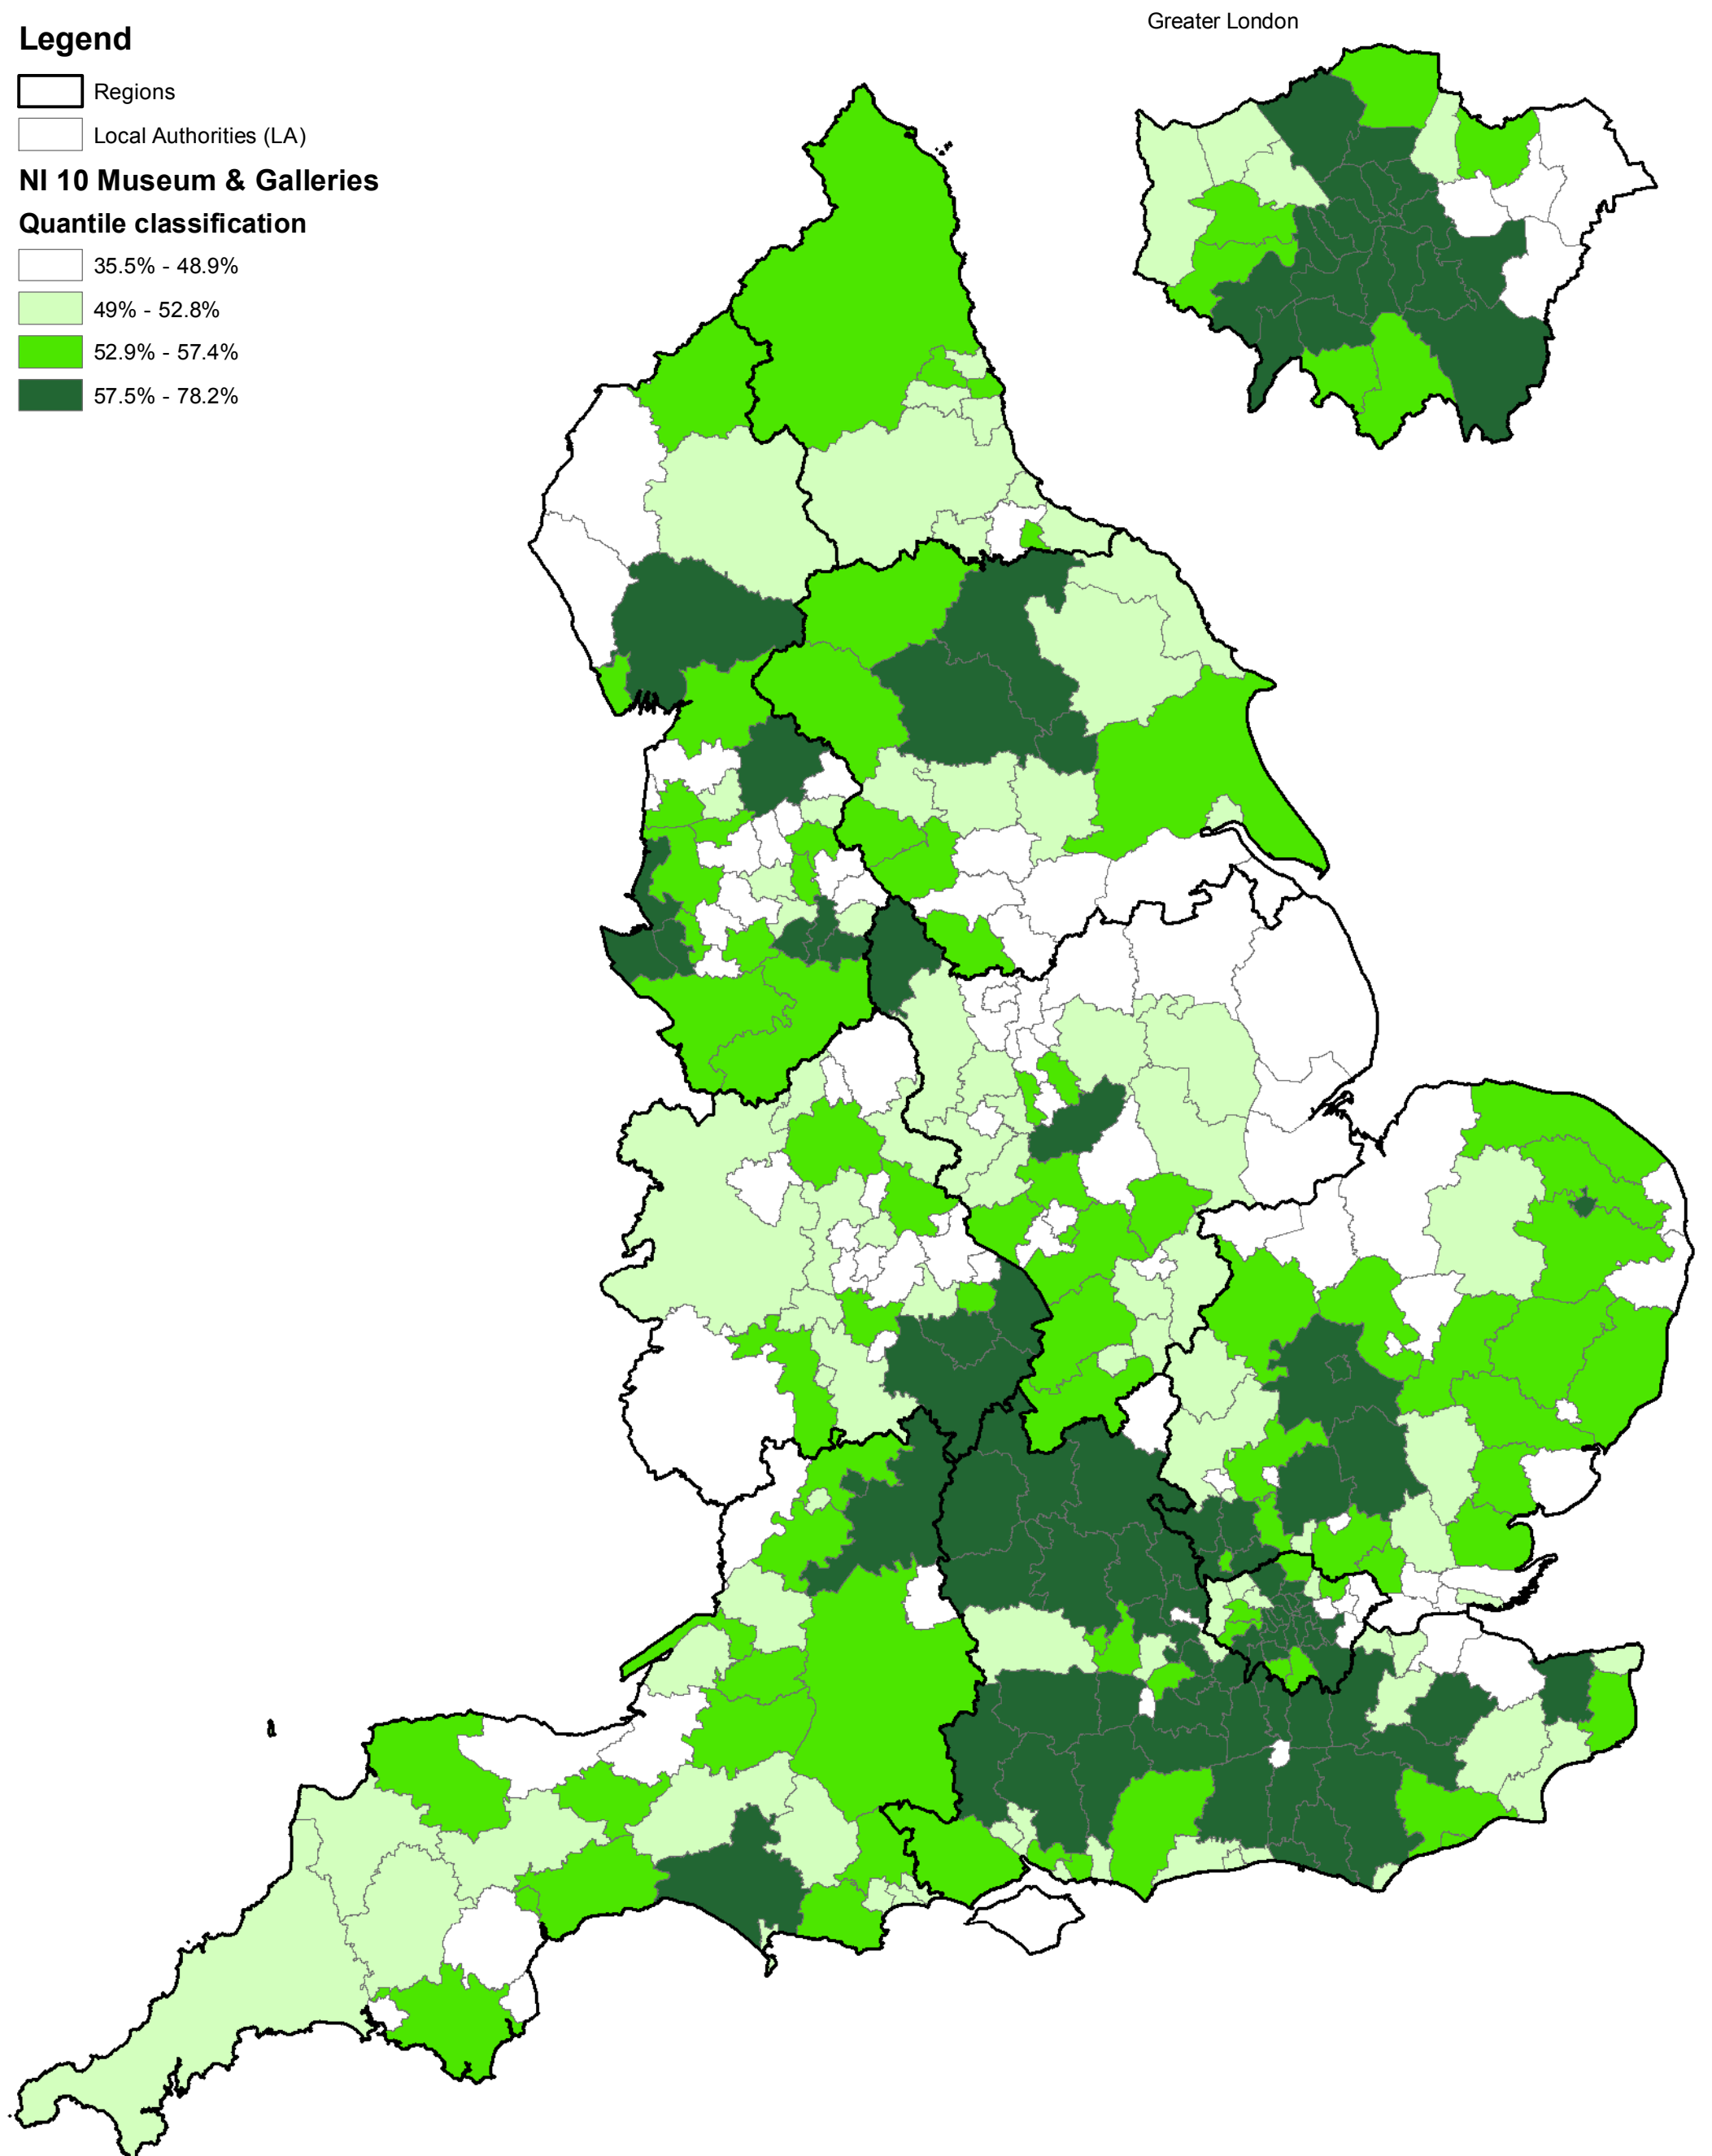 Legend
Regions
Local Authorities (LA)
NI 10 Museum & Galleries
Quantile classification
35.5% - 48.9%
49% - 52.8%
52.9% - 57.4%
57.5% - 78.2%
Greater London